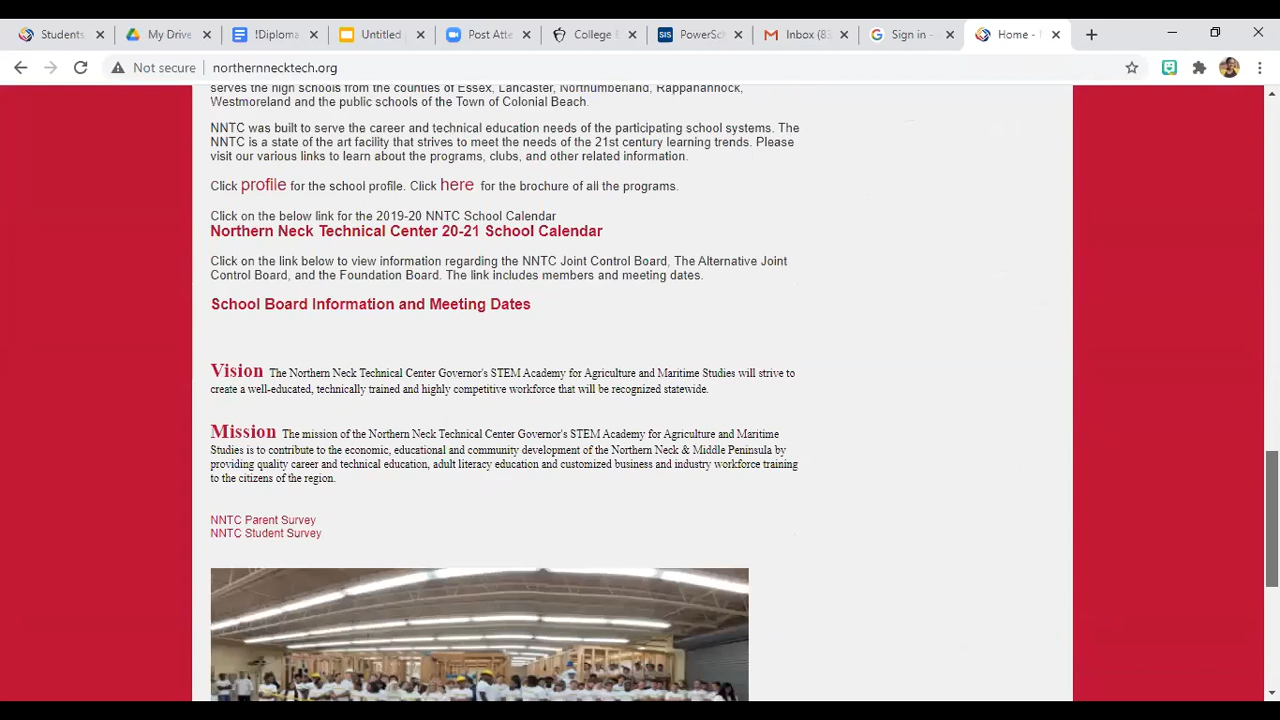 Students
My Drive
!Diploma
Untitled
Post Atte
College E
SIS
PowerSch
Inbox (83
Sign in -
Home - N
Not secure
northernnecktech.org
serves the high schools from the counties of Essex, Lancaster, Northumberland, Rappahannock,
Westmoreland and the public schools of the Town of Colonial Beach.
NNTC was built to serve the career and technical education needs of the participating school systems. The
NNTC is a state of the art facility that strives to meet the needs of the 21st century learning trends. Please
visit our various links to learn about the programs, clubs, and other related information.
Click profile for the school profile. Click here for the brochure of all the programs.
Click on the below link for the 2019-20 NNTC School Calendar
Northern Neck Technical Center 20-21 School Calendar
Click on the link below to view information regarding the NNTC Joint Control Board, The Alternative Joint
Control Board, and the Foundation Board. The link includes members and meeting dates.
School Board Information and Meeting Dates
Vision The Northern Neck Technical Center Governor's STEM Academy for Agriculture and Maritime Studies will strive to
create a well-educated, technically trained and highly competitive workforce that will be recognized statewide.
Mission The mission of the Northern Neck Technical Center Governor's STEM Academy for Agriculture and Maritime
Studies is to contribute to the economic, educational and community development of the Northern Neck & Middle Peninsula by
providing quality career and technical education, adult literacy education and customized business and industry workforce training
to the citizens of the region.
NNTC Parent Survey
NNTC Student Survey